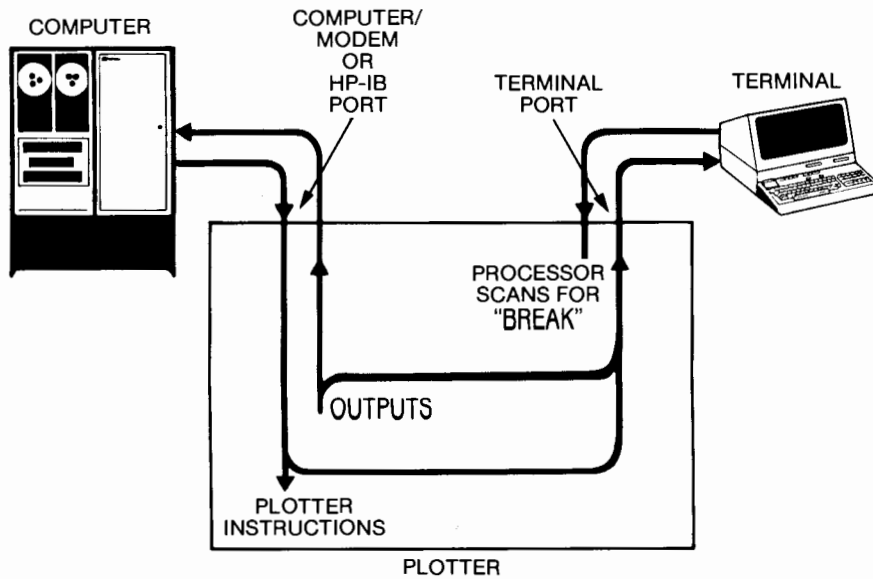 COMPUTER
COMPUTER/
MODEM
OR
HP-IB
PORT
TERMINAL
PORT
TERMINAL
PROCESSOR
SCANS FOR
"BREAK"
OUTPUTS
PLOTTER
INSTRUCTIONS
PLOTTER